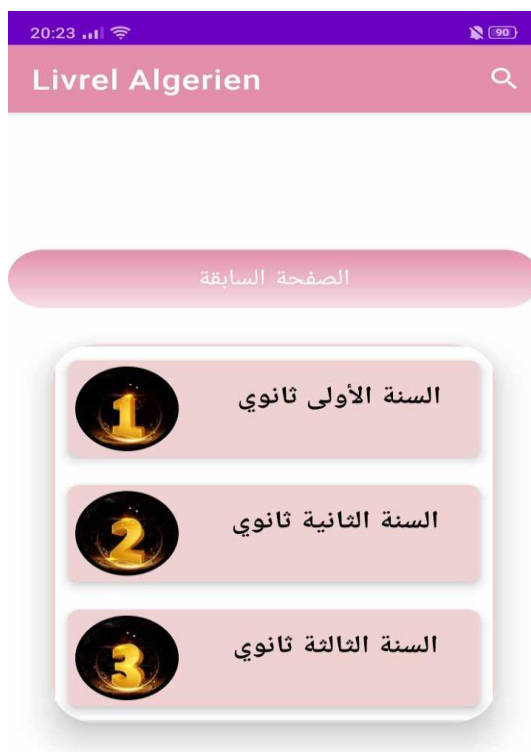 20:23
90
Livrel Algerien
الصفحة السابقة
السنة الأولى ثانوي
1
السنة الثانية ثانوي
2
السنة الثالثة ثانوي
3